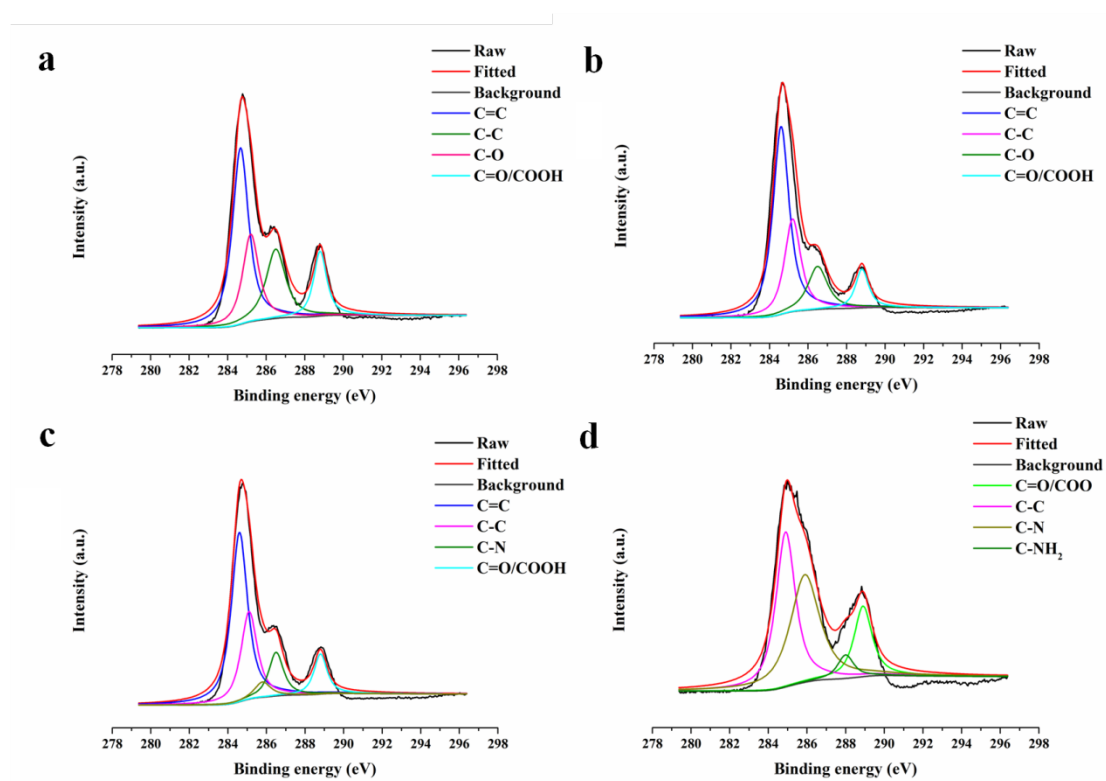 a
Raw
Fitted
Background
C=C
C-C
C-O
C=O/COOH
Intensity (a.u.)
278 280 282 284 286 288 290 292 294 296 298
Binding energy (eV)
b
Raw
Fitted
Background
C=C
C-C
C-O
C=O/COOH
Intensity (a.u.)
278 280 282 284 286 288 290 292 294 296 298
Binding energy (eV)
c
Raw
Fitted
Background
C=C
C-C
C-N
C=O/COOH
Intensity (a.u.)
278 280 282 284 286 288 290 292 294 296 298
Binding energy (eV)
d
Raw
Fitted
Background
C=O/COO
C-C
C-N
C-NH₂
Intensity (a.u.)
278 280 282 284 286 288 290 292 294 296 298
Binding energy (eV)